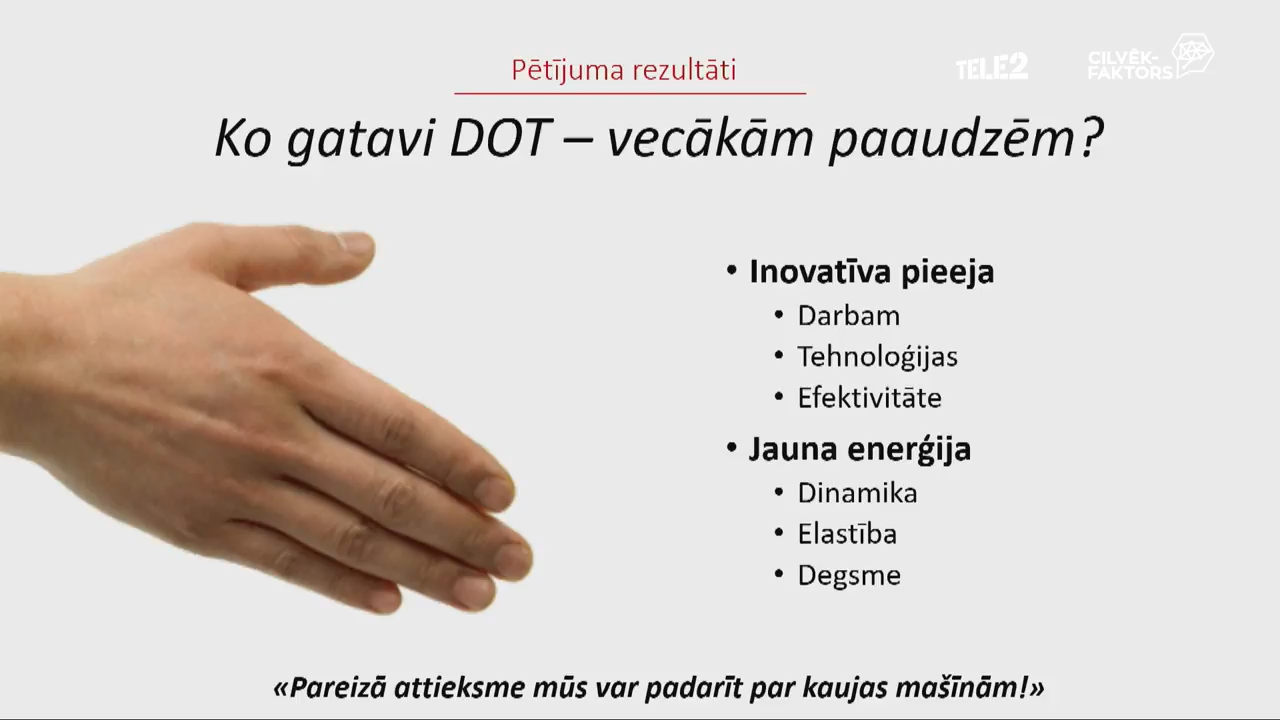 Pētījuma rezultāti
TELE2
CILVĒK-
FAKTORS
Ko gatavi DOT – vecākām paaudzēm?
• Inovatīva pieeja
• Darbam
• Tehnoloģijas
• Efektivitāte
• Jauna enerģija
• Dinamika
• Elastība
• Degsme
«Pareizā attieksme mūs var padarīt par kaujas mašīnām!»